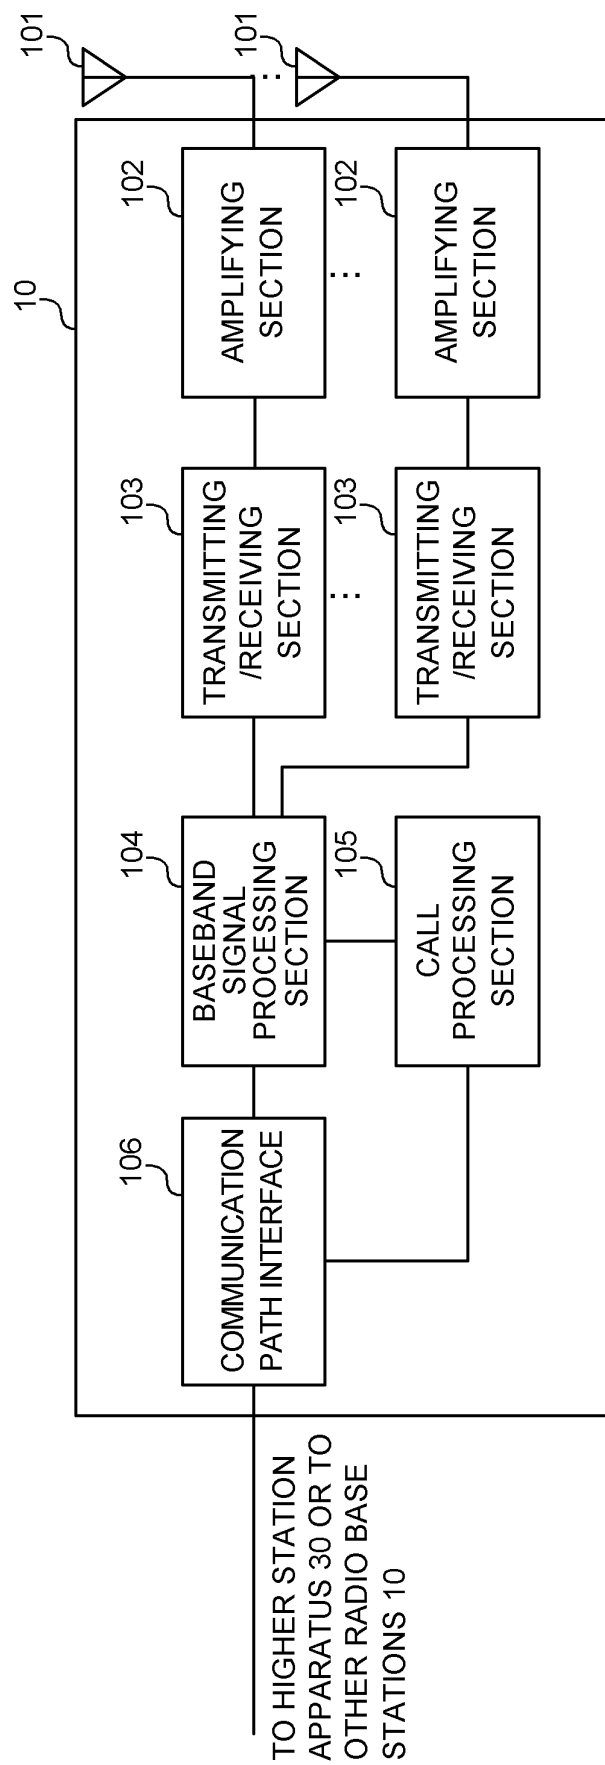 10
101
101
102
AMPLIFYING
SECTION
102
AMPLIFYING
SECTION
...
...
...
103
TRANSMITTING
/RECEIVING
SECTION
103
TRANSMITTING
/RECEIVING
SECTION
104
BASEBAND
SIGNAL
PROCESSING
SECTION
105
CALL
PROCESSING
SECTION
106
COMMUNICATION
PATH INTERFACE
TO HIGHER STATION
APPARATUS 30 OR TO
OTHER RADIO BASE
STATIONS 10